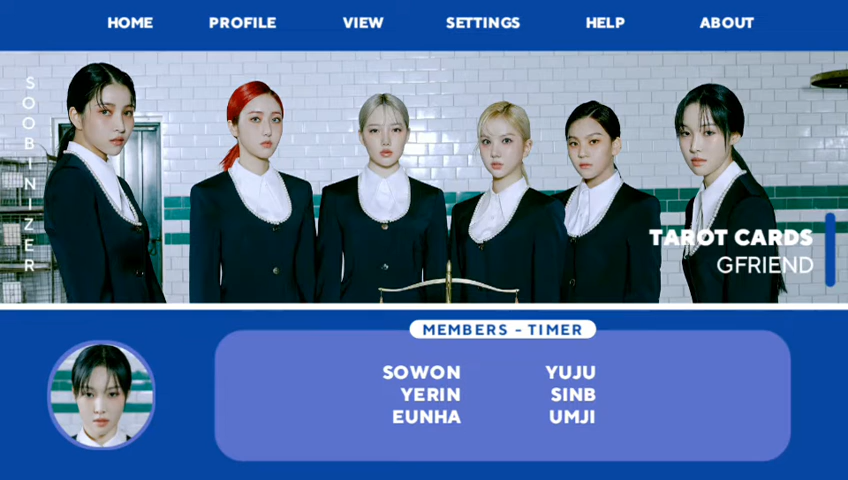 HOME PROFILE VIEW SETTINGS HELP ABOUT
SOOBINIZER
TAROT CARDS
GFRIEND
MEMBERS - TIMER
SOWON YUJU
YERIN SINB
EUNHA UMJI